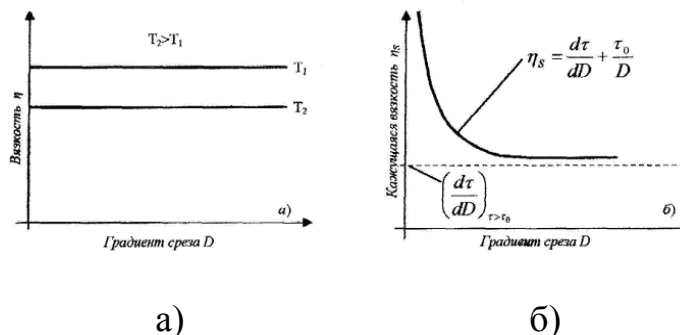 T₂>T₁
T₁
T₂
Вязкость η
Градиент среза D
а)
Кажущаяся вязкость ηs
ηs = dτ/dD + τ₀/D
(dτ/dD) τ>τ₀
Градиент среза D
б)
а)
б)